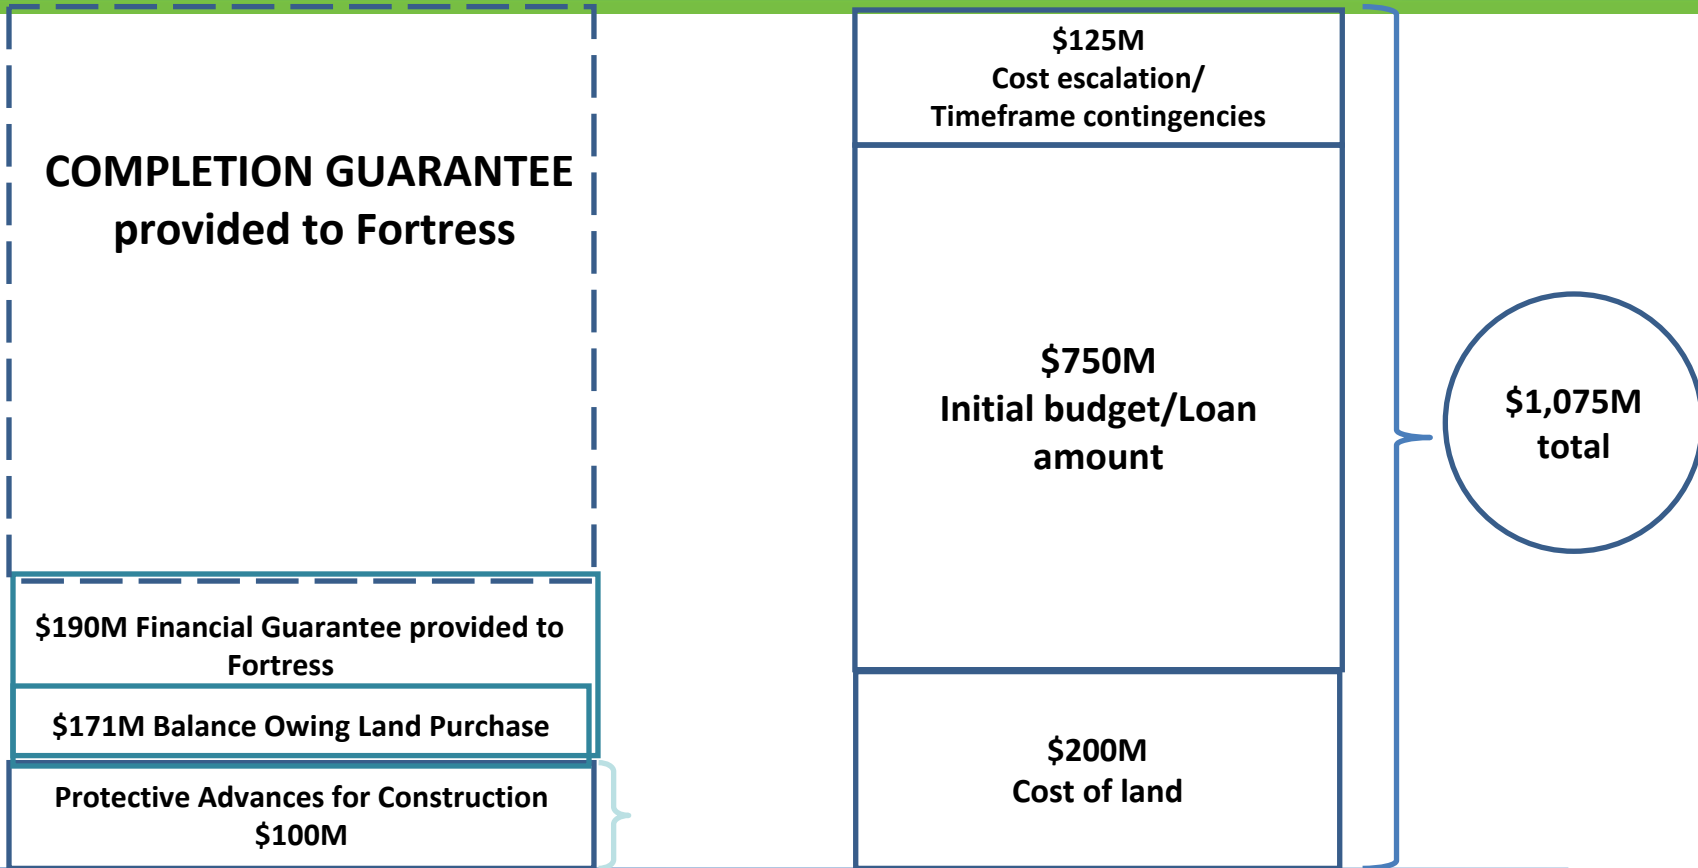 COMPLETION GUARANTEE
provided to Fortress
$190M Financial Guarantee provided to
Fortress
$171M Balance Owing Land Purchase
Protective Advances for Construction
$100M
$125M
Cost escalation/
Timeframe contingencies
$750M
Initial budget/Loan
amount
$200M
Cost of land
$1,075M
total